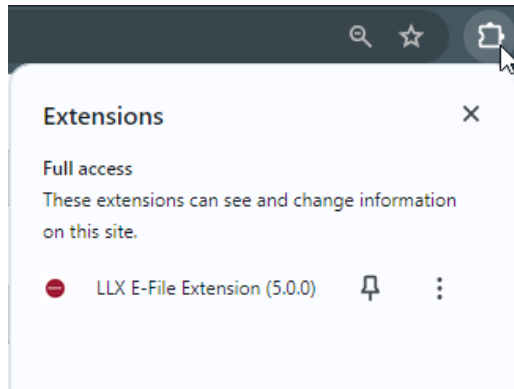 Extensions
Full access
These extensions can see and change information
on this site.
LLX E-File Extension (5.0.0)